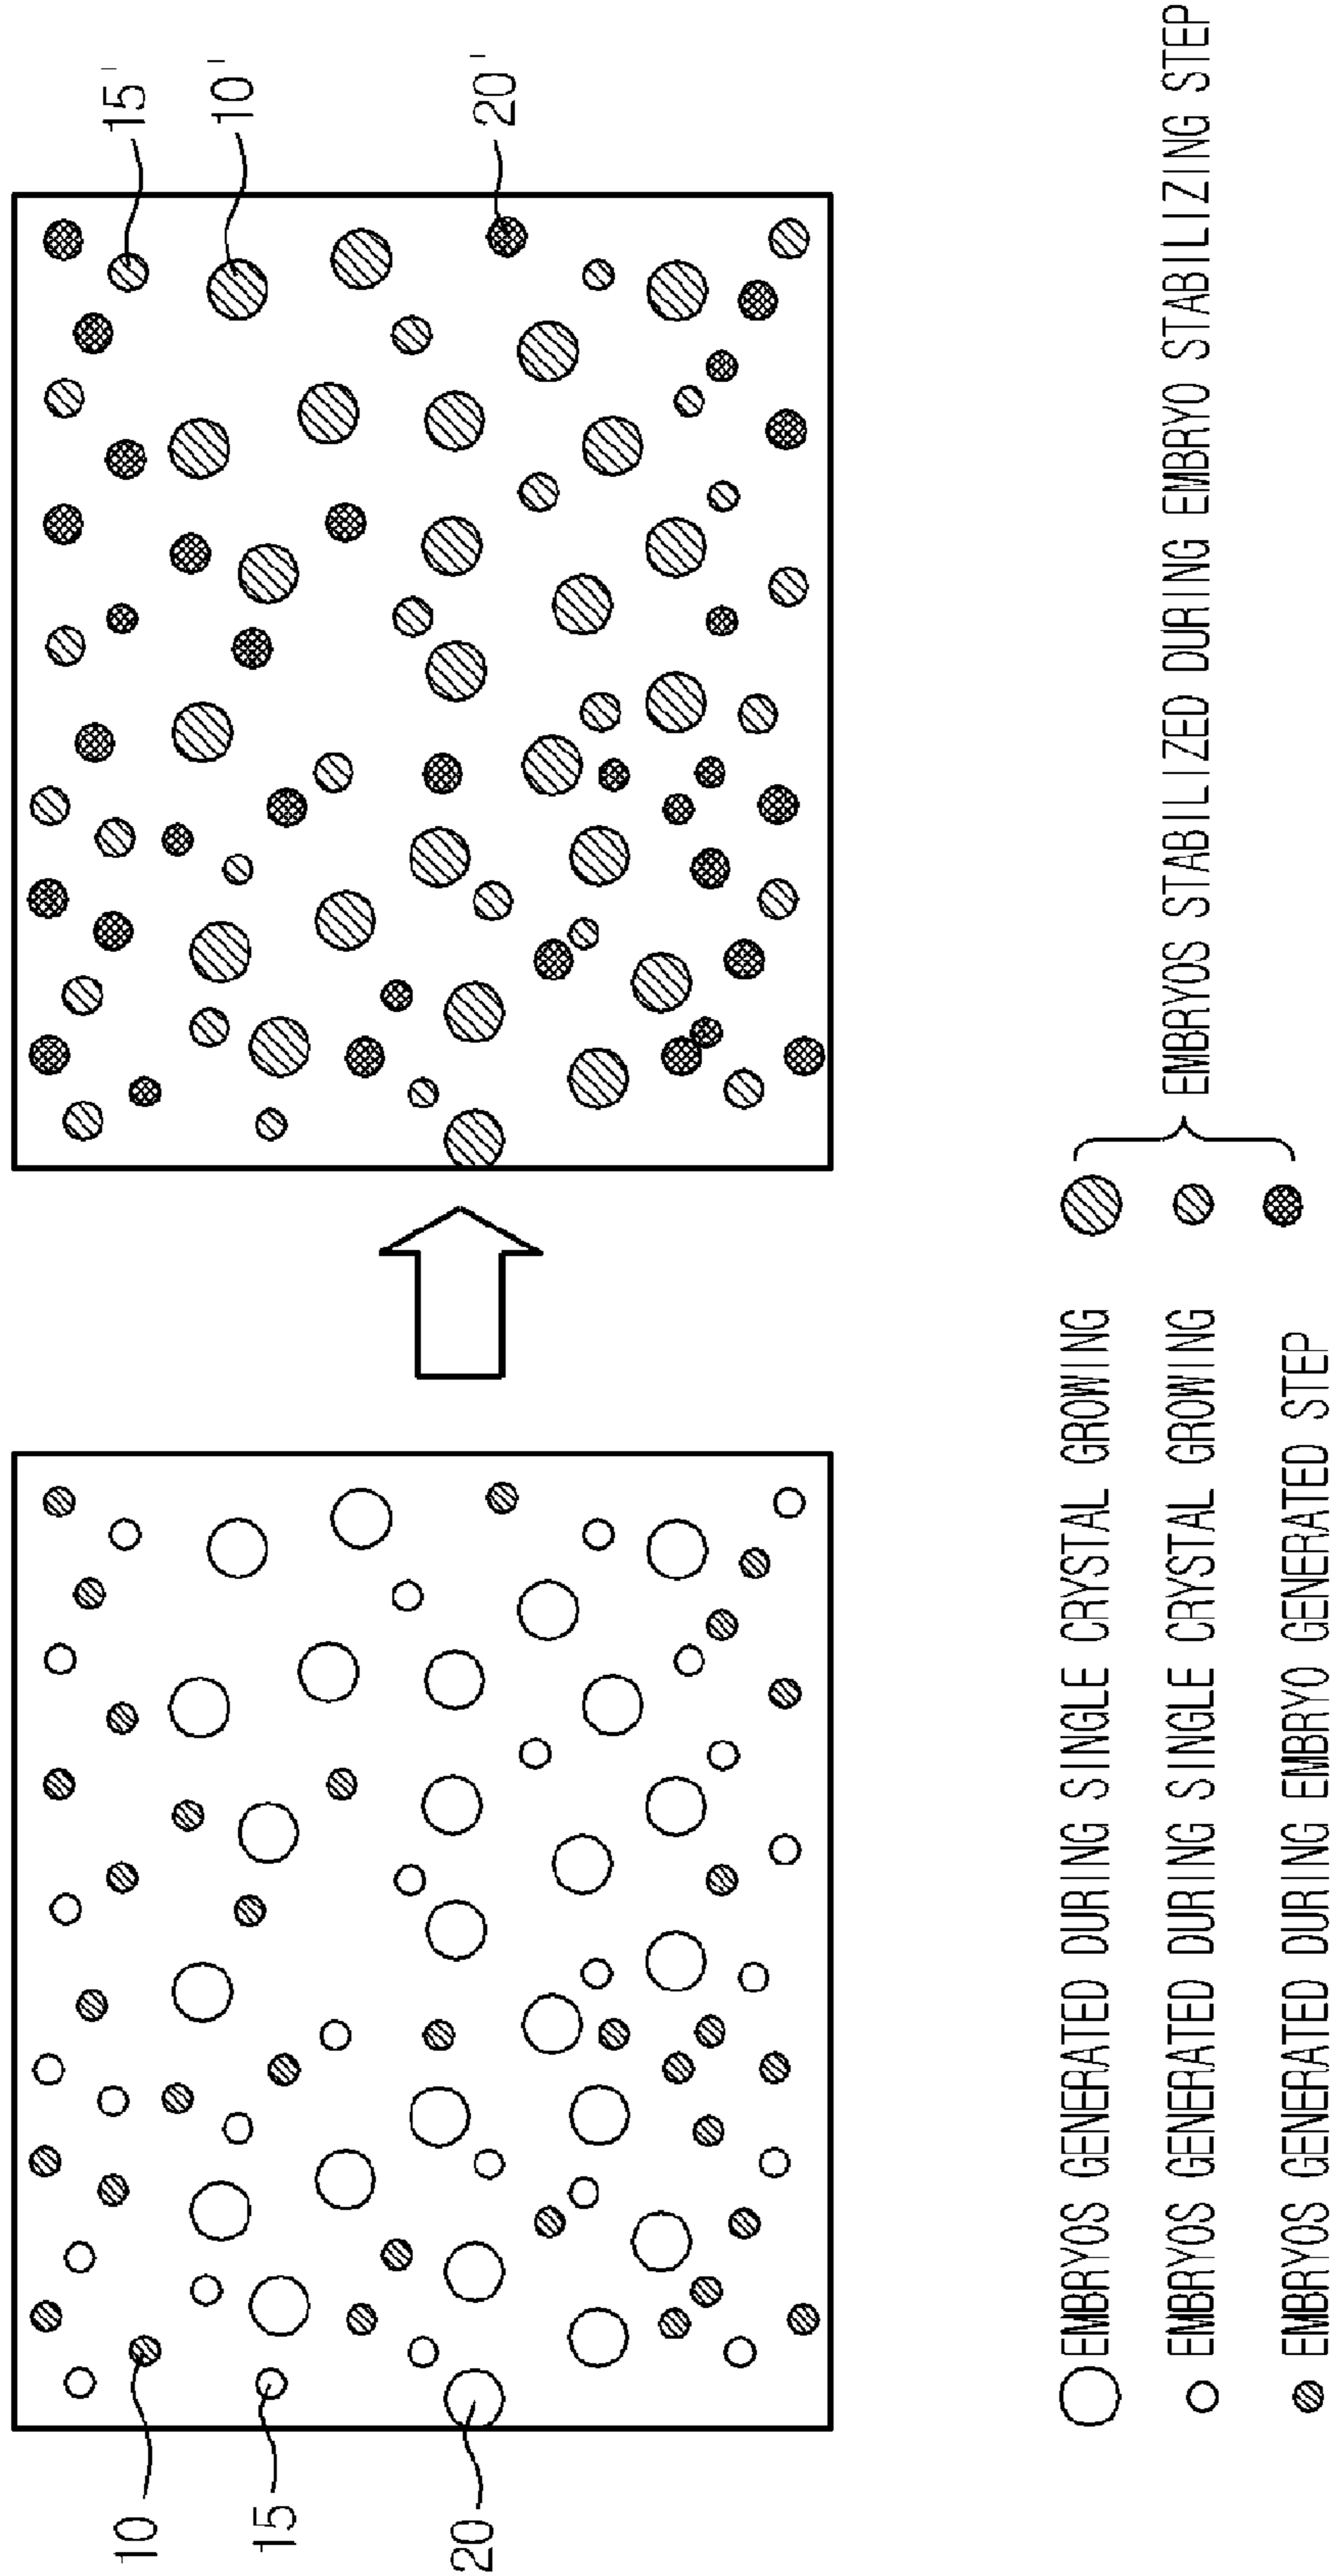 10
15
20
15'
10'
20'
EMBRYOS GENERATED DURING SINGLE CRYSTAL GROWING
EMBRYOS GENERATED DURING SINGLE CRYSTAL GROWING
EMBRYOS GENERATED DURING EMBRYO GENERATED STEP
EMBRYOS STABILIZED DURING EMBRYO STABILIZING STEP